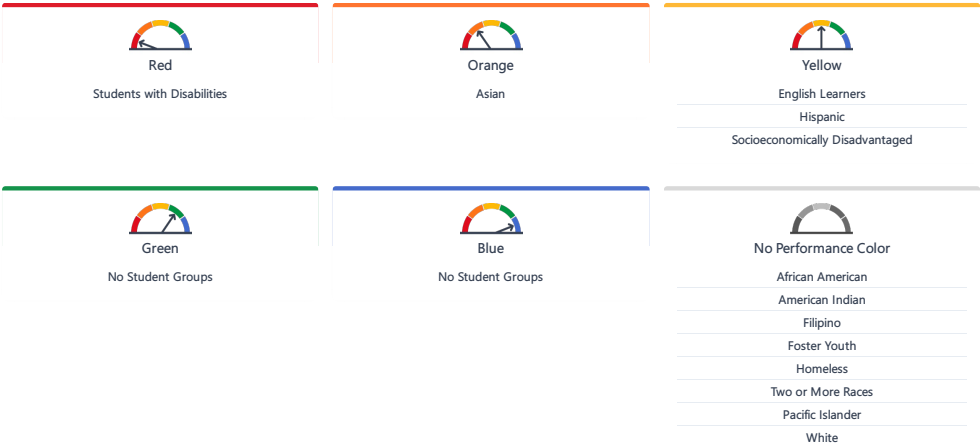 Red
Students with Disabilities
Orange
Asian
Yellow
English Learners
Hispanic
Socioeconomically Disadvantaged
Green
No Student Groups
Blue
No Student Groups
No Performance Color
African American
American Indian
Filipino
Foster Youth
Homeless
Two or More Races
Pacific Islander
White